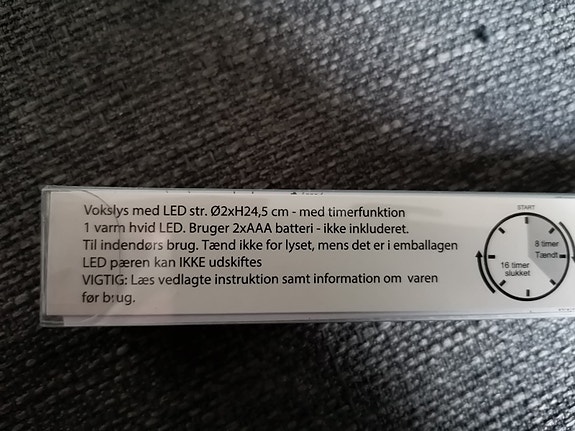 Vokslys med LED str. Ø2xH24,5 cm - med timerfunktion
1 varm hvid LED. Bruger 2xAAA batteri - ikke inkluderet.
Til indendørs brug. Tænd ikke for lyset, mens det er i emballagen
LED pæren kan IKKE udskiftes
VIGTIG: Læs vedlagte instruktion samt information om varen
før brug.
START
8 timer
Tændt
16 timer
slukket